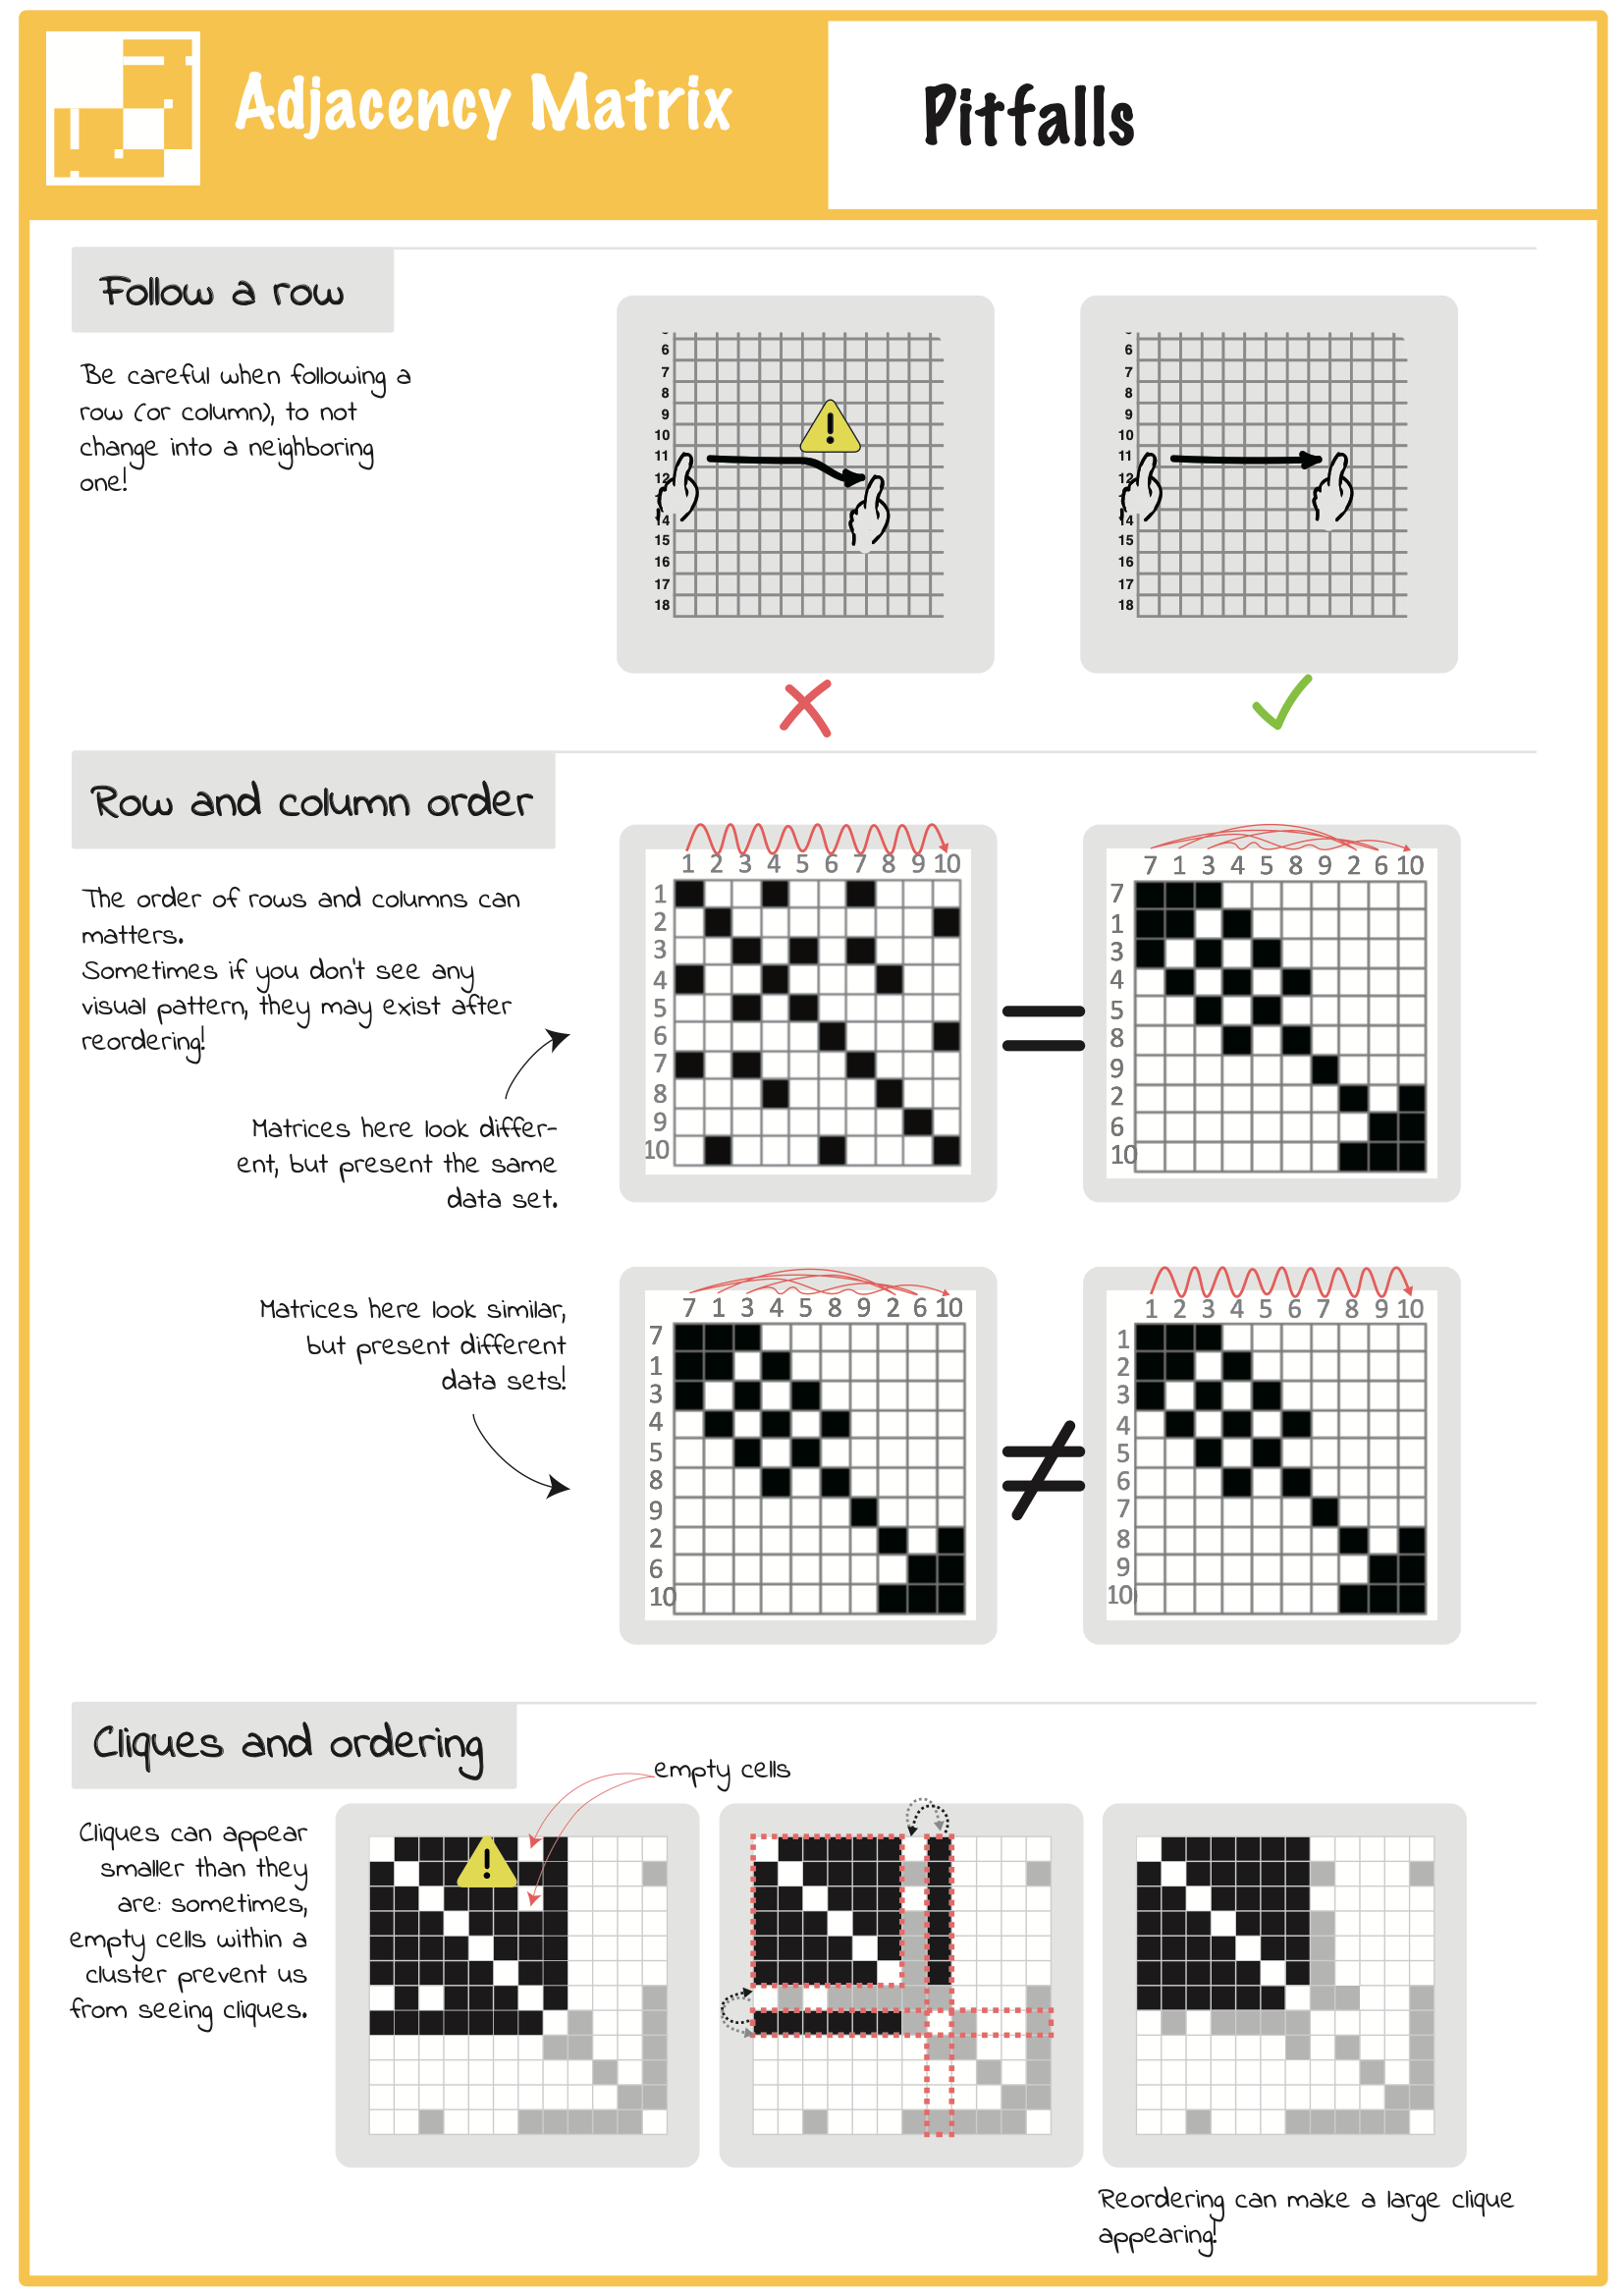 Adjacency Matrix
Pitfalls
Follow a row
Be careful when following a
row (or column), to not
change into a neighboring
one!
6
7
8
9
10
11
12
14
15
16
17
18
6
7
8
9
10
11
12
14
15
16
17
18
Row and column order
The order of rows and columns can
matters.
Sometimes if you don't see any
visual pattern, they may exist after
reordering!
Matrices here look differ-
ent, but present the same
data set.
1 2 3 4 5 6 7 8 9 10
1
2
3
4
5
6
7
8
9
10
=
7 1 3 4 5 8 9 2 6 10
7
1
3
4
5
8
9
2
6
10
Matrices here look similar,
but present different
data sets!
7 1 3 4 5 8 9 2 6 10
7
1
3
4
5
8
9
2
6
10
≠
1 2 3 4 5 6 7 8 9 10
1
2
3
4
5
6
7
8
9
10
Cliques and ordering
empty cells
Cliques can appear
smaller than they
are: sometimes,
empty cells within a
cluster prevent us
from seeing cliques.
!
Reordering can make a large clique
appearing!